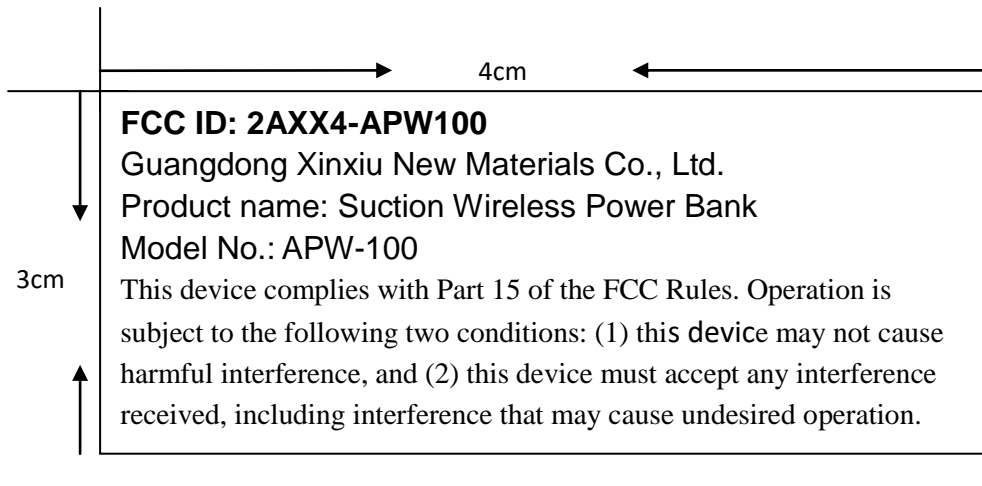 4cm
FCC ID: 2AXX4-APW100
Guangdong Xinxiu New Materials Co., Ltd.
Product name: Suction Wireless Power Bank
Model No.: APW-100
3cm
This device complies with Part 15 of the FCC Rules. Operation is
subject to the following two conditions: (1) this device may not cause
harmful interference, and (2) this device must accept any interference
received, including interference that may cause undesired operation.